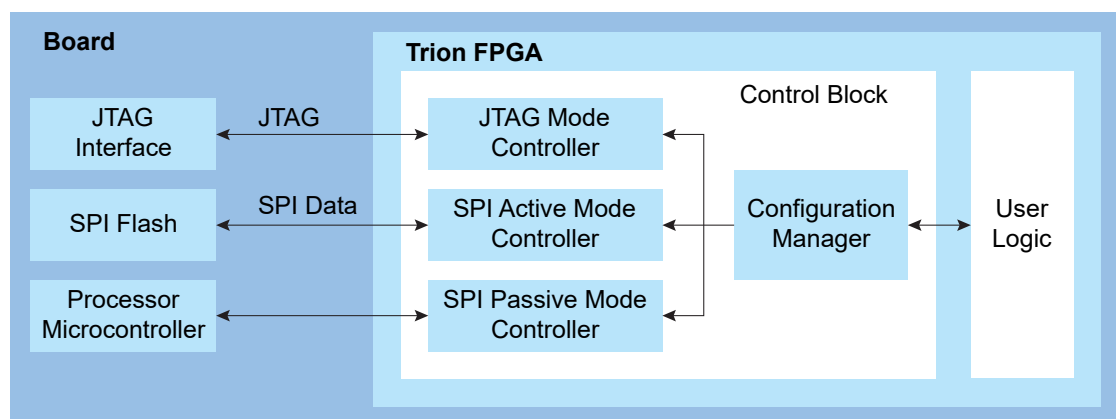 Board
Trion FPGA
Control Block
JTAG
Interface
JTAG
JTAG Mode
Controller
SPI Flash
SPI Data
SPI Active Mode
Controller
Configuration
Manager
User
Logic
Processor
Microcontroller
SPI Passive Mode
Controller